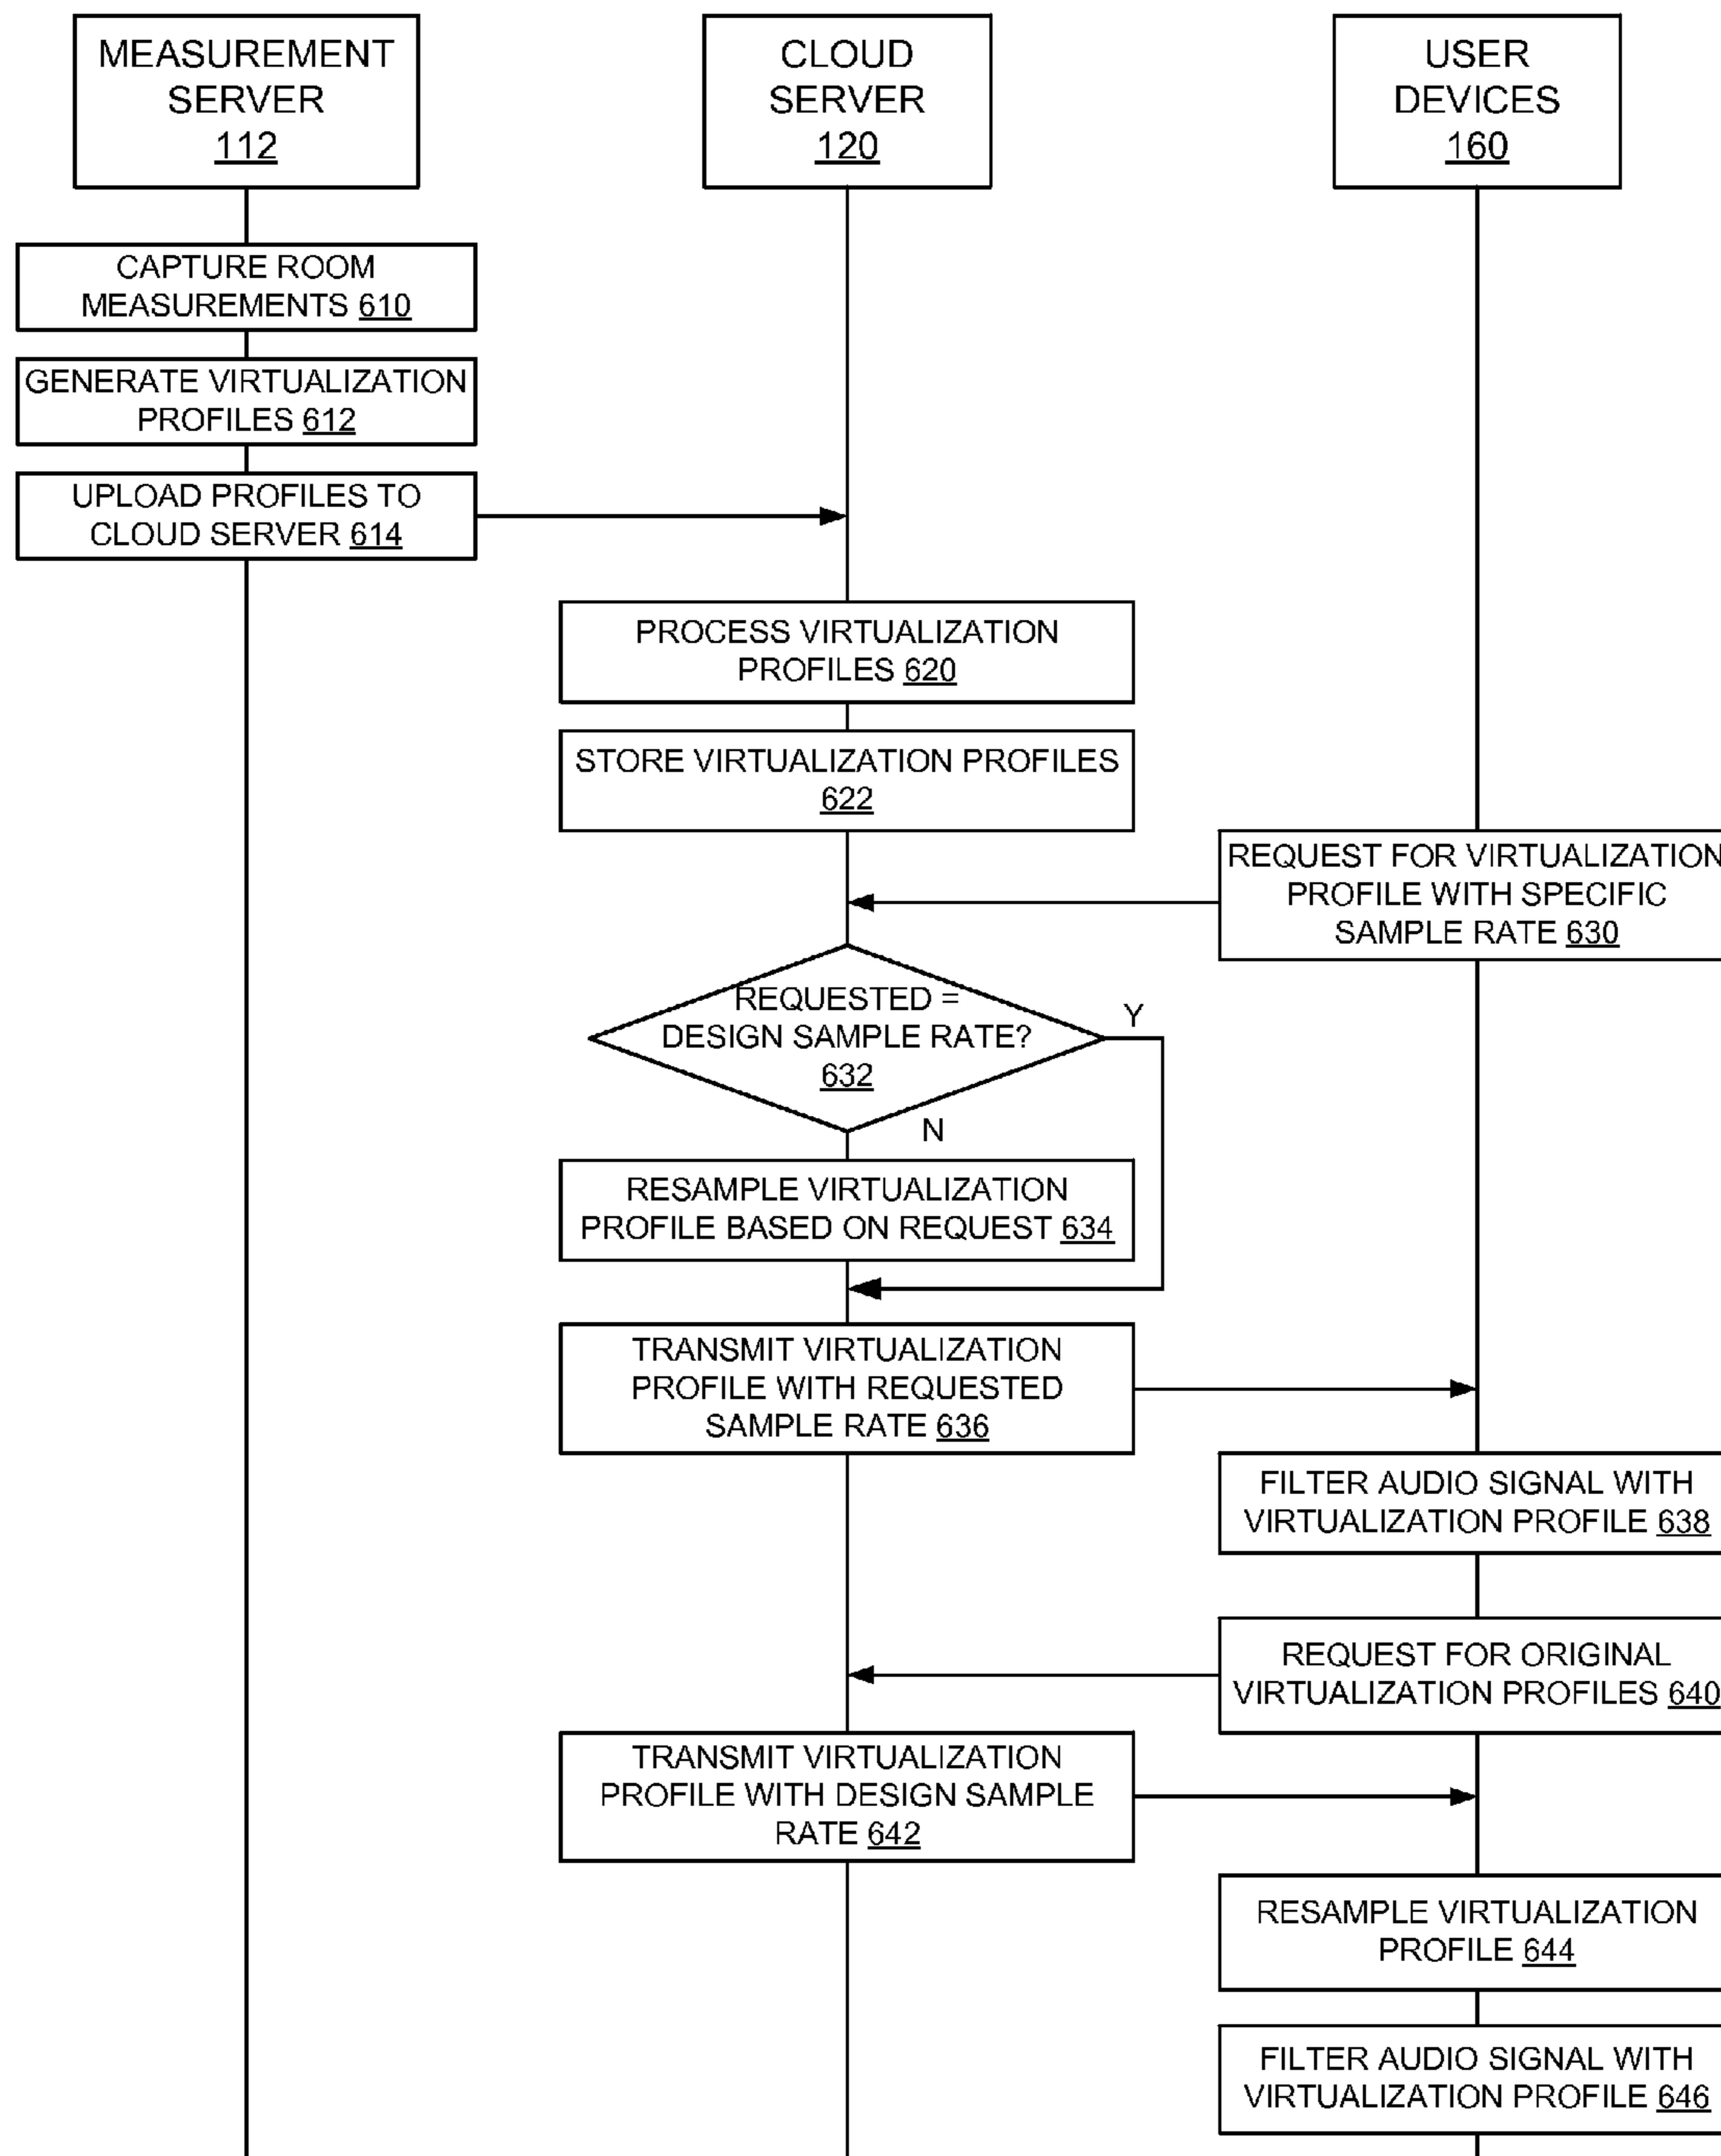 MEASUREMENT
SERVER
112
CLOUD
SERVER
120
USER
DEVICES
160
CAPTURE ROOM
MEASUREMENTS 610
GENERATE VIRTUALIZATION
PROFILES 612
UPLOAD PROFILES TO
CLOUD SERVER 614
PROCESS VIRTUALIZATION
PROFILES 620
STORE VIRTUALIZATION PROFILES
622
REQUEST FOR VIRTUALIZATION
PROFILE WITH SPECIFIC
SAMPLE RATE 630
REQUESTED =
DESIGN SAMPLE RATE?
632
Y
N
RESAMPLE VIRTUALIZATION
PROFILE BASED ON REQUEST 634
TRANSMIT VIRTUALIZATION
PROFILE WITH REQUESTED
SAMPLE RATE 636
FILTER AUDIO SIGNAL WITH
VIRTUALIZATION PROFILE 638
REQUEST FOR ORIGINAL
VIRTUALIZATION PROFILES 640
TRANSMIT VIRTUALIZATION
PROFILE WITH DESIGN SAMPLE
RATE 642
RESAMPLE VIRTUALIZATION
PROFILE 644
FILTER AUDIO SIGNAL WITH
VIRTUALIZATION PROFILE 646